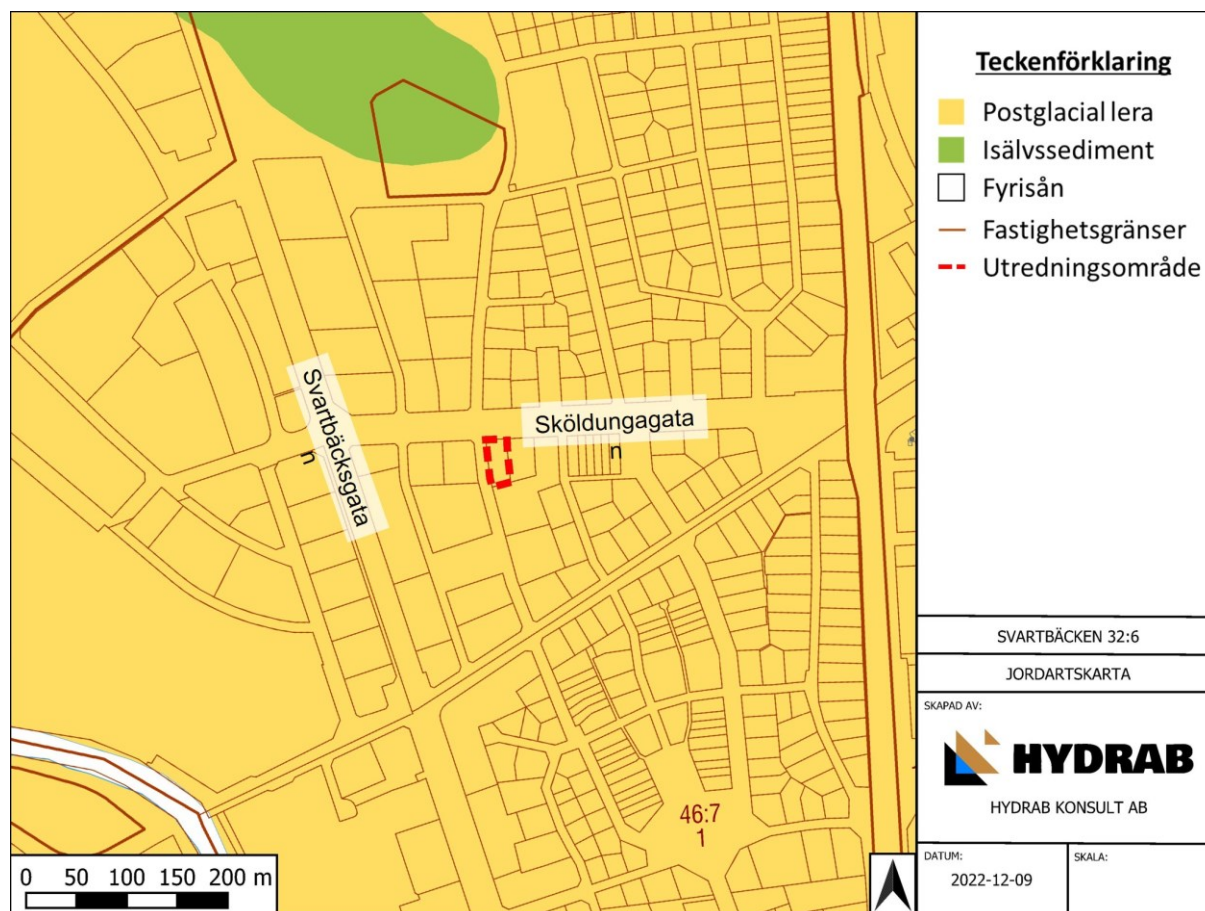 Svartbäcksgata
n
Sköldungagata
n
46:7
1
0 50 100 150 200 m
Teckenförklaring
Postglacial lera
Isälvssediment
Fyrisån
Fastighetsgränser
Utredningsområde
SVARTBÄCKEN 32:6
JORDARTSKARTA
SKAPAD AV:
HYDRAB
HYDRAB KONSULT AB
DATUM:
2022-12-09
SKALA: